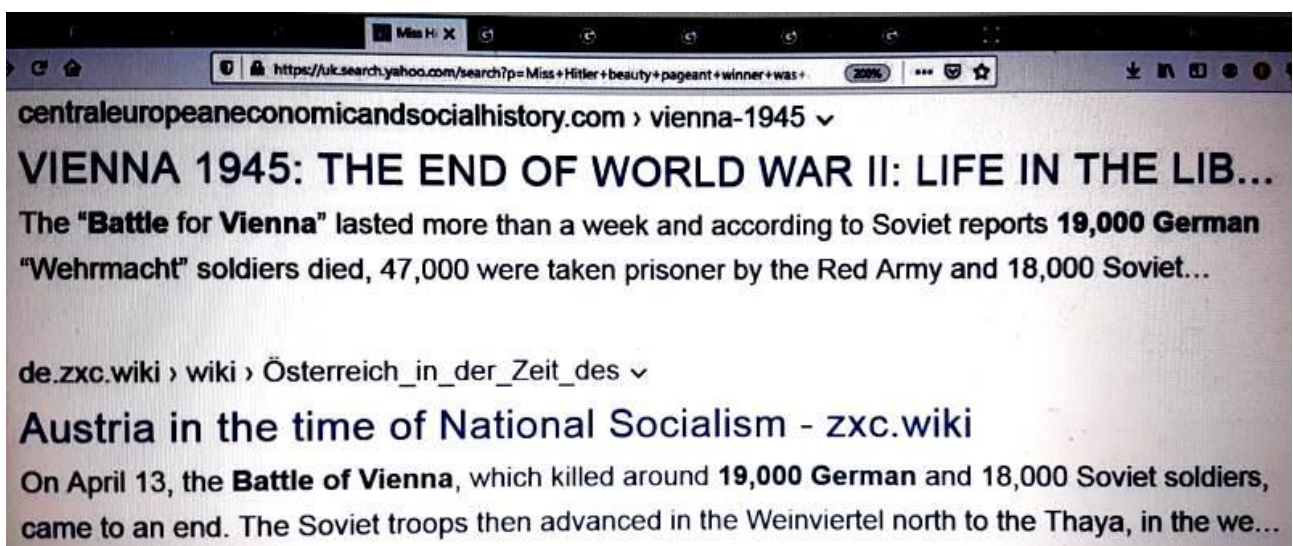 Miss Hi
https://uk.search.yahoo.com/search?p=Miss+Hitler+beauty+pageant+winner+was+
200%
centraleuropeaneconomicandsocialhistory.com › vienna-1945
VIENNA 1945: THE END OF WORLD WAR II: LIFE IN THE LIB...
The "Battle for Vienna" lasted more than a week and according to Soviet reports 19,000 German
"Wehrmacht" soldiers died, 47,000 were taken prisoner by the Red Army and 18,000 Soviet...
de.zxc.wiki › wiki › Österreich_in_der_Zeit_des
Austria in the time of National Socialism - zxc.wiki
On April 13, the Battle of Vienna, which killed around 19,000 German and 18,000 Soviet soldiers,
came to an end. The Soviet troops then advanced in the Weinviertel north to the Thaya, in the we...